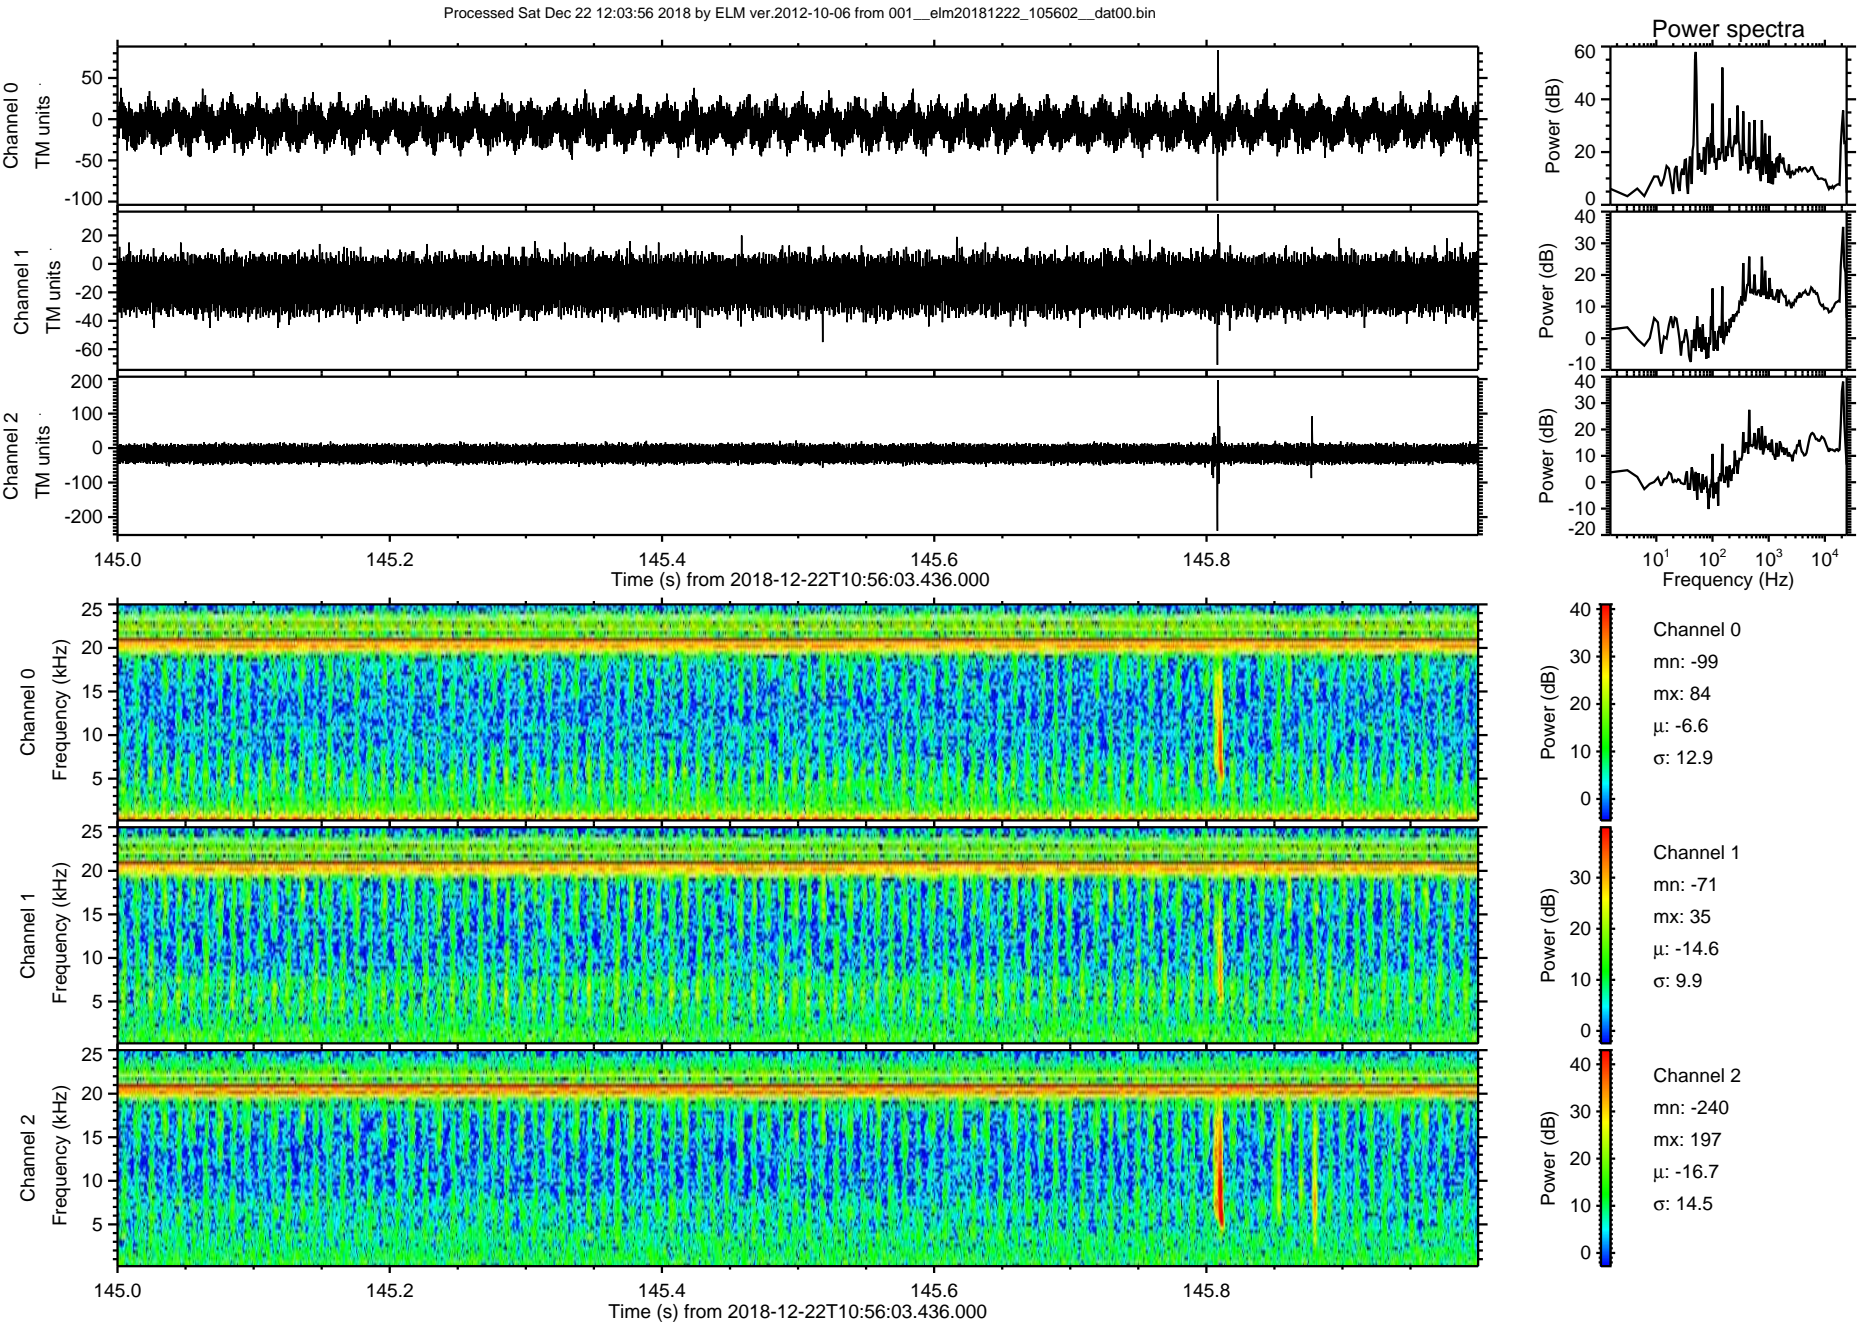 Processed Sat Dec 22 12:03:56 2018 by ELM ver.2012-10-06 from 001__elm20181222_105602__dat00.bin
Power spectra
Channel 0
TM units
50
0
-50
-100
Power (dB)
60
40
20
0
Channel 1
TM units
20
0
-20
-40
-60
Power (dB)
40
30
20
10
0
-10
Channel 2
TM units
200
100
0
-100
-200
Power (dB)
40
30
20
10
0
-10
-20
145.0 145.2 145.4 145.6 145.8
Time (s) from 2018-12-22T10:56:03.436.000
10¹ 10² 10³ 10⁴
Frequency (Hz)
Channel 0
Frequency (kHz)
25
20
15
10
5
Power (dB)
40
30
20
10
0
Channel 0
mn: -99
mx: 84
µ: -6.6
σ: 12.9
Channel 1
Frequency (kHz)
25
20
15
10
5
Power (dB)
30
20
10
0
Channel 1
mn: -71
mx: 35
µ: -14.6
σ: 9.9
Channel 2
Frequency (kHz)
25
20
15
10
5
Power (dB)
40
30
20
10
0
Channel 2
mn: -240
mx: 197
µ: -16.7
σ: 14.5
145.0 145.2 145.4 145.6 145.8
Time (s) from 2018-12-22T10:56:03.436.000